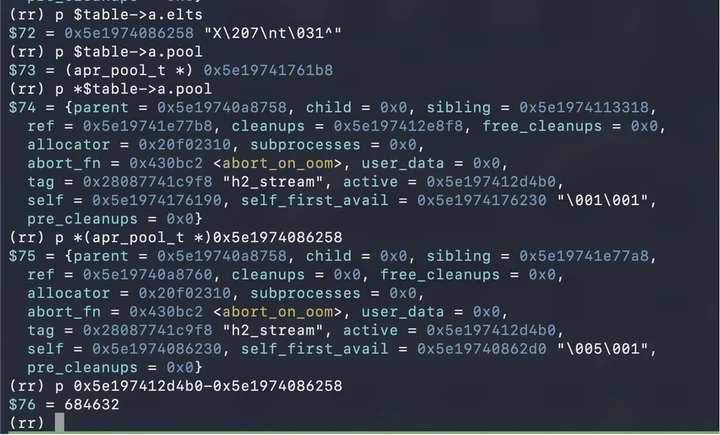 (rr) p $table->a.elts
$72 = 0x5e1974086258 "X\207\nt\031^"
(rr) p $table->a.pool
$73 = (apr_pool_t *) 0x5e19741761b8
(rr) p *$table->a.pool
$74 = {parent = 0x5e19740a8758, child = 0x0, sibling = 0x5e1974113318,
ref = 0x5e19741e77b8, cleanups = 0x5e197412e8f8, free_cleanups = 0x0,
allocator = 0x20f02310, subprocesses = 0x0,
abort_fn = 0x430bc2 <abort_on_oom>, user_data = 0x0,
tag = 0x28087741c9f8 "h2_stream", active = 0x5e197412d4b0,
self = 0x5e1974176190, self_first_avail = 0x5e1974176230 "\001\001",
pre_cleanups = 0x0}
(rr) p *(apr_pool_t *)0x5e1974086258
$75 = {parent = 0x5e19740a8758, child = 0x0, sibling = 0x5e19741e77a8,
ref = 0x5e19740a8760, cleanups = 0x0, free_cleanups = 0x0,
allocator = 0x20f02310, subprocesses = 0x0,
abort_fn = 0x430bc2 <abort_on_oom>, user_data = 0x0,
tag = 0x28087741c9f8 "h2_stream", active = 0x5e197412d4b0,
self = 0x5e1974086230, self_first_avail = 0x5e19740862d0 "\005\001",
pre_cleanups = 0x0}
(rr) p 0x5e197412d4b0-0x5e1974086258
$76 = 684632
(rr)